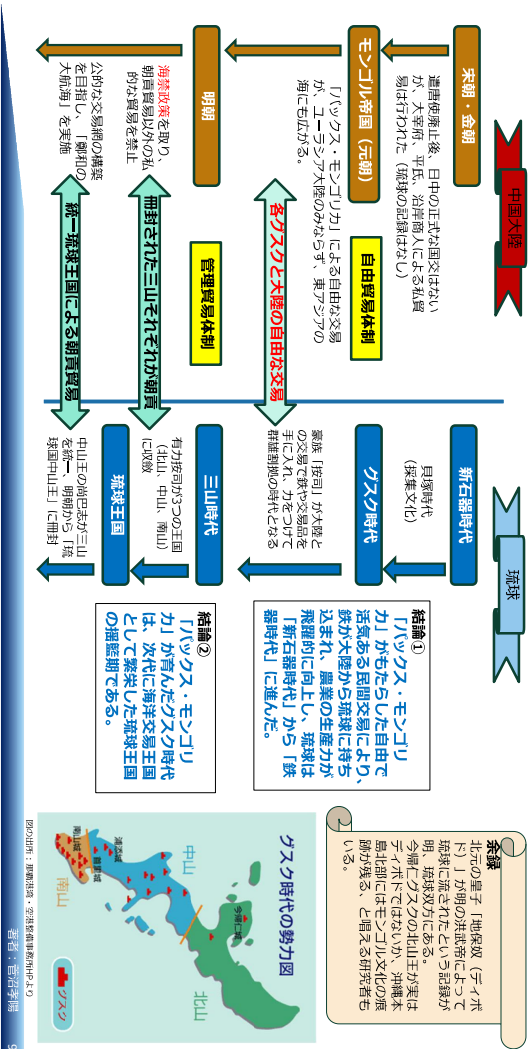 中国大陸
宋朝・金朝
遣唐使廃止後、日中の正式な国交はない
が、大宰府、平氏、沿岸商人による私貿
易は行われた（琉球の記録はなし）
モンゴル帝国（元朝）
「パックス・モンゴリカ」による自由な交易
が、ユーラシア大陸のみならず、東アジアの
海にも広がる。
明朝
海禁政策を取り、
朝貢貿易以外の私
的な貿易を禁止
公的な交易網の構築
を目指し、「鄭和の
大航海」を実施
自由貿易体制
各グスクと大陸の自由な交易
管理貿易体制
冊封された三山それぞれが朝貢
統一琉球王国による朝貢貿易
琉球
新石器時代
貝塚時代
（採集文化）
グスク時代
豪族「按司」が大陸と
の交易で鉄や交易品を
手に入れ、力をつけて
群雄割拠の時代となる
三山時代
有力按司が3つの王国
（北山、中山、南山）
に収斂
琉球王国
中山王の尚巴志が三山
を統一、明朝から「琉
球国中山王」に冊封
結論①
「パックス・モンゴリ
カ」がもたらした自由で
活気ある民間交易により、
鉄が大陸から琉球に持ち
込まれ、農業の生産力が
飛躍的に向上し、琉球は
「新石器時代」から「鉄
器時代」に進んだ。
結論②
「パックス・モンゴリ
カ」が育んだグスク時代
は、次代に海洋交易王国
として繁栄した琉球王国
の揺籃期である。
余録
北元の皇子「地保奴（ディボ
ド）」が明の洪武帝によって
琉球に流されたという記録が
明、琉球双方にある。
今帰仁グスクの北山王が実は
ディボドではないか、沖縄本
島北部にはモンゴル文化の痕
跡が残る、と唱える研究者も
いる。
グスク時代の勢力図
今帰仁城
北山
中山
浦添城
首里城
南山城
南山
グスク
図の出所：那覇港湾・空港整備事務所HPより
著者：菅沼孝陽
9